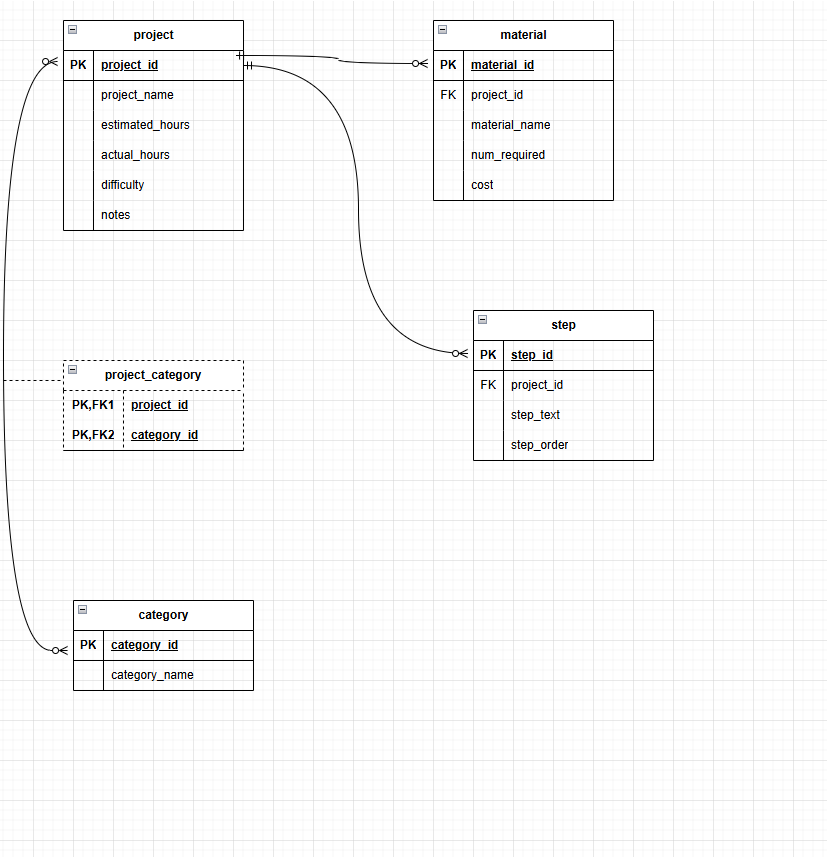 project
PK project_id
project_name
estimated_hours
actual_hours
difficulty
notes
material
PK material_id
FK project_id
material_name
num_required
cost
step
PK step_id
FK project_id
step_text
step_order
project_category
PK,FK1 project_id
PK,FK2 category_id
category
PK category_id
category_name